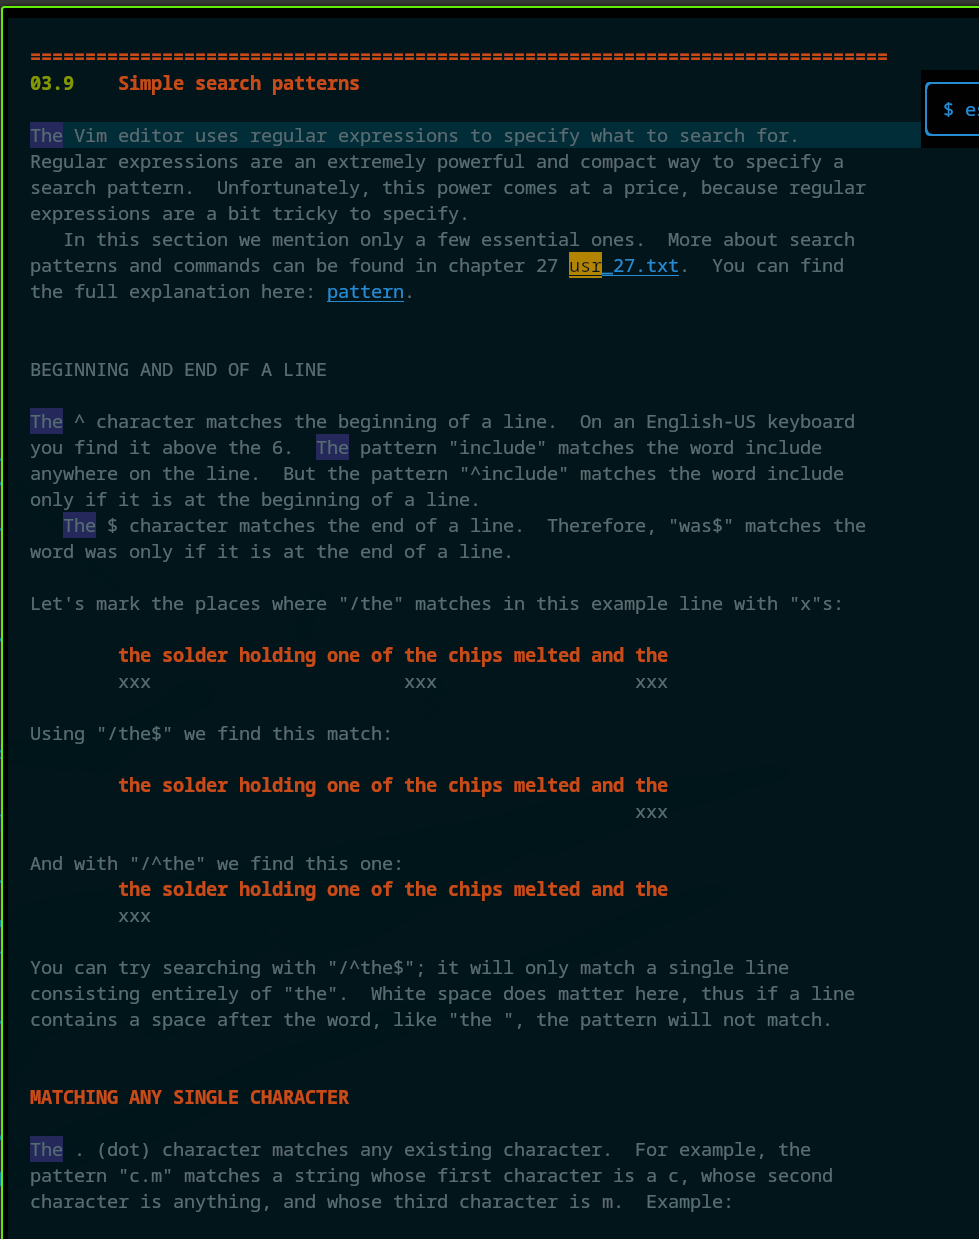 ==============================================================================
03.9    Simple search patterns
$ es
The Vim editor uses regular expressions to specify what to search for.
Regular expressions are an extremely powerful and compact way to specify a
search pattern.  Unfortunately, this power comes at a price, because regular
expressions are a bit tricky to specify.
   In this section we mention only a few essential ones.  More about search
patterns and commands can be found in chapter 27 usr_27.txt.  You can find
the full explanation here: pattern.
BEGINNING AND END OF A LINE
The ^ character matches the beginning of a line.  On an English-US keyboard
you find it above the 6.  The pattern "include" matches the word include
anywhere on the line.  But the pattern "^include" matches the word include
only if it is at the beginning of a line.
   The $ character matches the end of a line.  Therefore, "was$" matches the
word was only if it is at the end of a line.
Let's mark the places where "/the" matches in this example line with "x"s:
        the solder holding one of the chips melted and the
        xxx                       xxx                  xxx
Using "/the$" we find this match:
        the solder holding one of the chips melted and the
                                                       xxx
And with "/^the" we find this one:
        the solder holding one of the chips melted and the
        xxx
You can try searching with "/^the$"; it will only match a single line
consisting entirely of "the".  White space does matter here, thus if a line
contains a space after the word, like "the ", the pattern will not match.
MATCHING ANY SINGLE CHARACTER
The . (dot) character matches any existing character.  For example, the
pattern "c.m" matches a string whose first character is a c, whose second
character is anything, and whose third character is m.  Example: